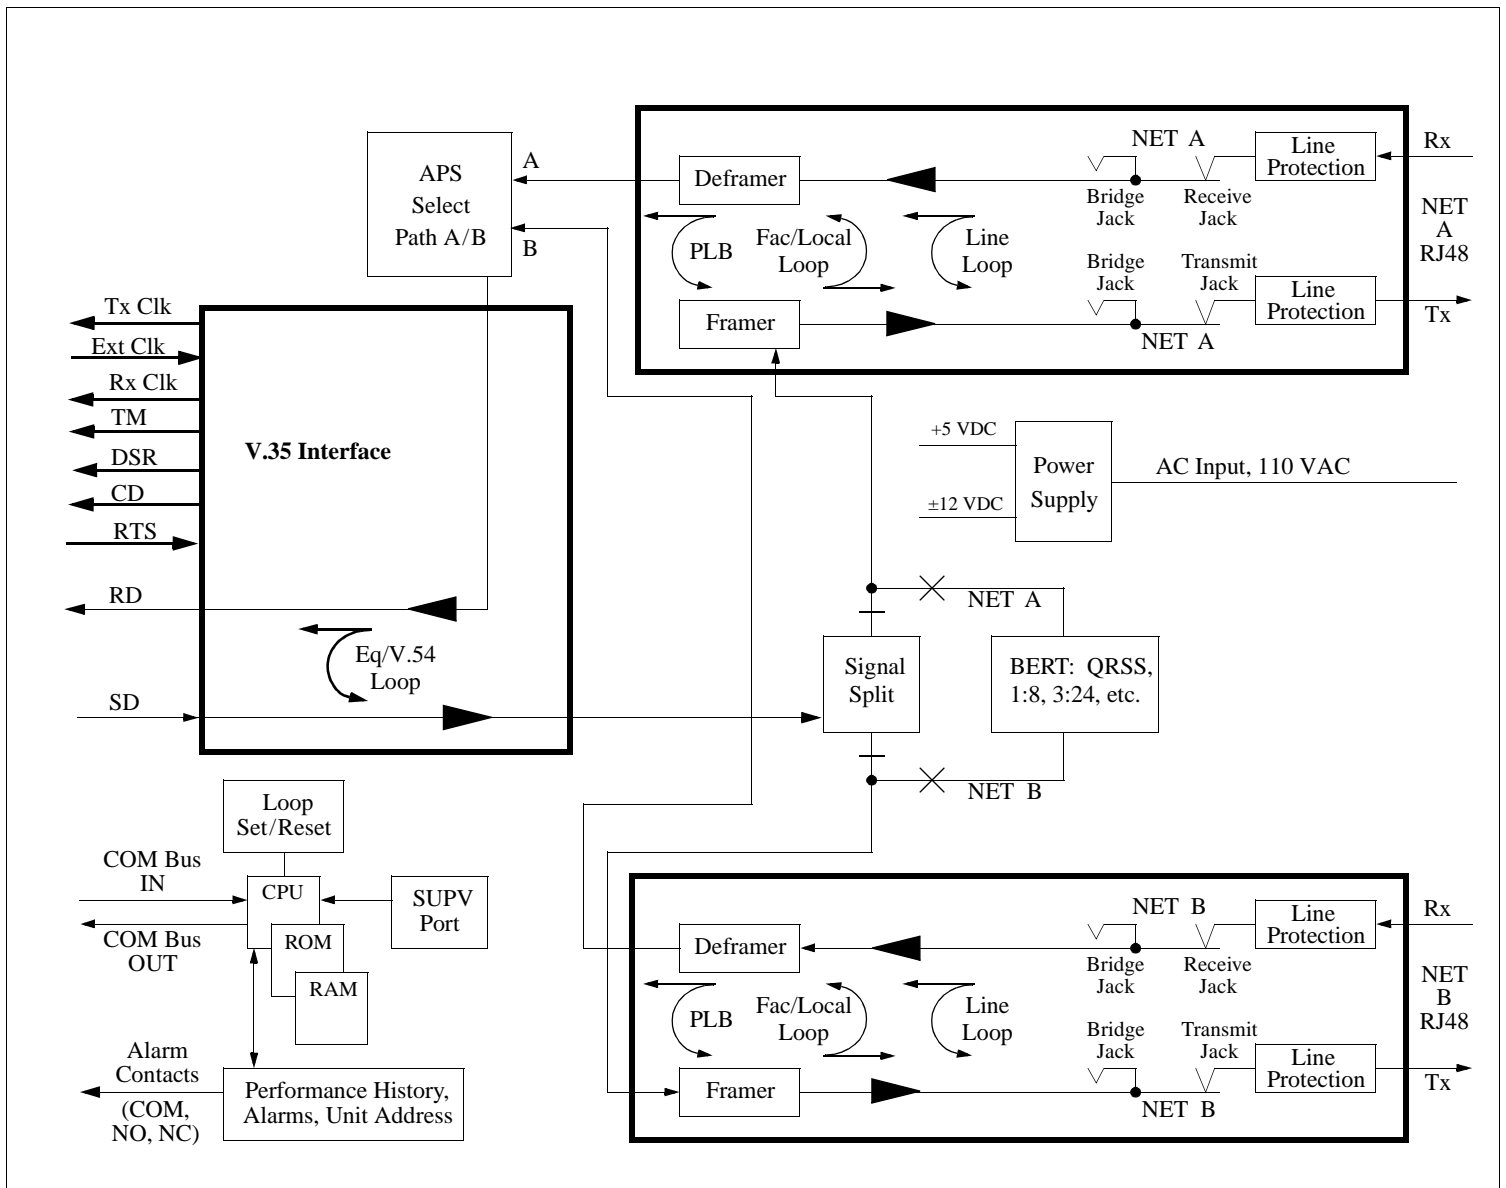 NET A
Line
Protection
Rx
APS
Select
Path A/B
A
B
Deframer
Bridge
Jack
Receive
Jack
NET
A
RJ48
PLB
Fac/Local
Loop
Line
Loop
Bridge
Jack
Transmit
Jack
Framer
NET A
Line
Protection
Tx
Tx Clk
Ext Clk
Rx Clk
TM
DSR
CD
RTS
RD
SD
V.35 Interface
Eq/V.54
Loop
+5 VDC
±12 VDC
Power
Supply
AC Input, 110 VAC
NET A
Signal
Split
BERT: QRSS,
1:8, 3:24, etc.
NET B
Loop
Set/Reset
COM Bus
IN
CPU
SUPV
Port
COM Bus
OUT
ROM
RAM
Alarm
Contacts
(COM,
NO, NC)
Performance History,
Alarms, Unit Address
NET B
Line
Protection
Rx
Deframer
Bridge
Jack
Receive
Jack
NET
B
RJ48
PLB
Fac/Local
Loop
Line
Loop
Bridge
Jack
Transmit
Jack
Framer
NET B
Line
Protection
Tx